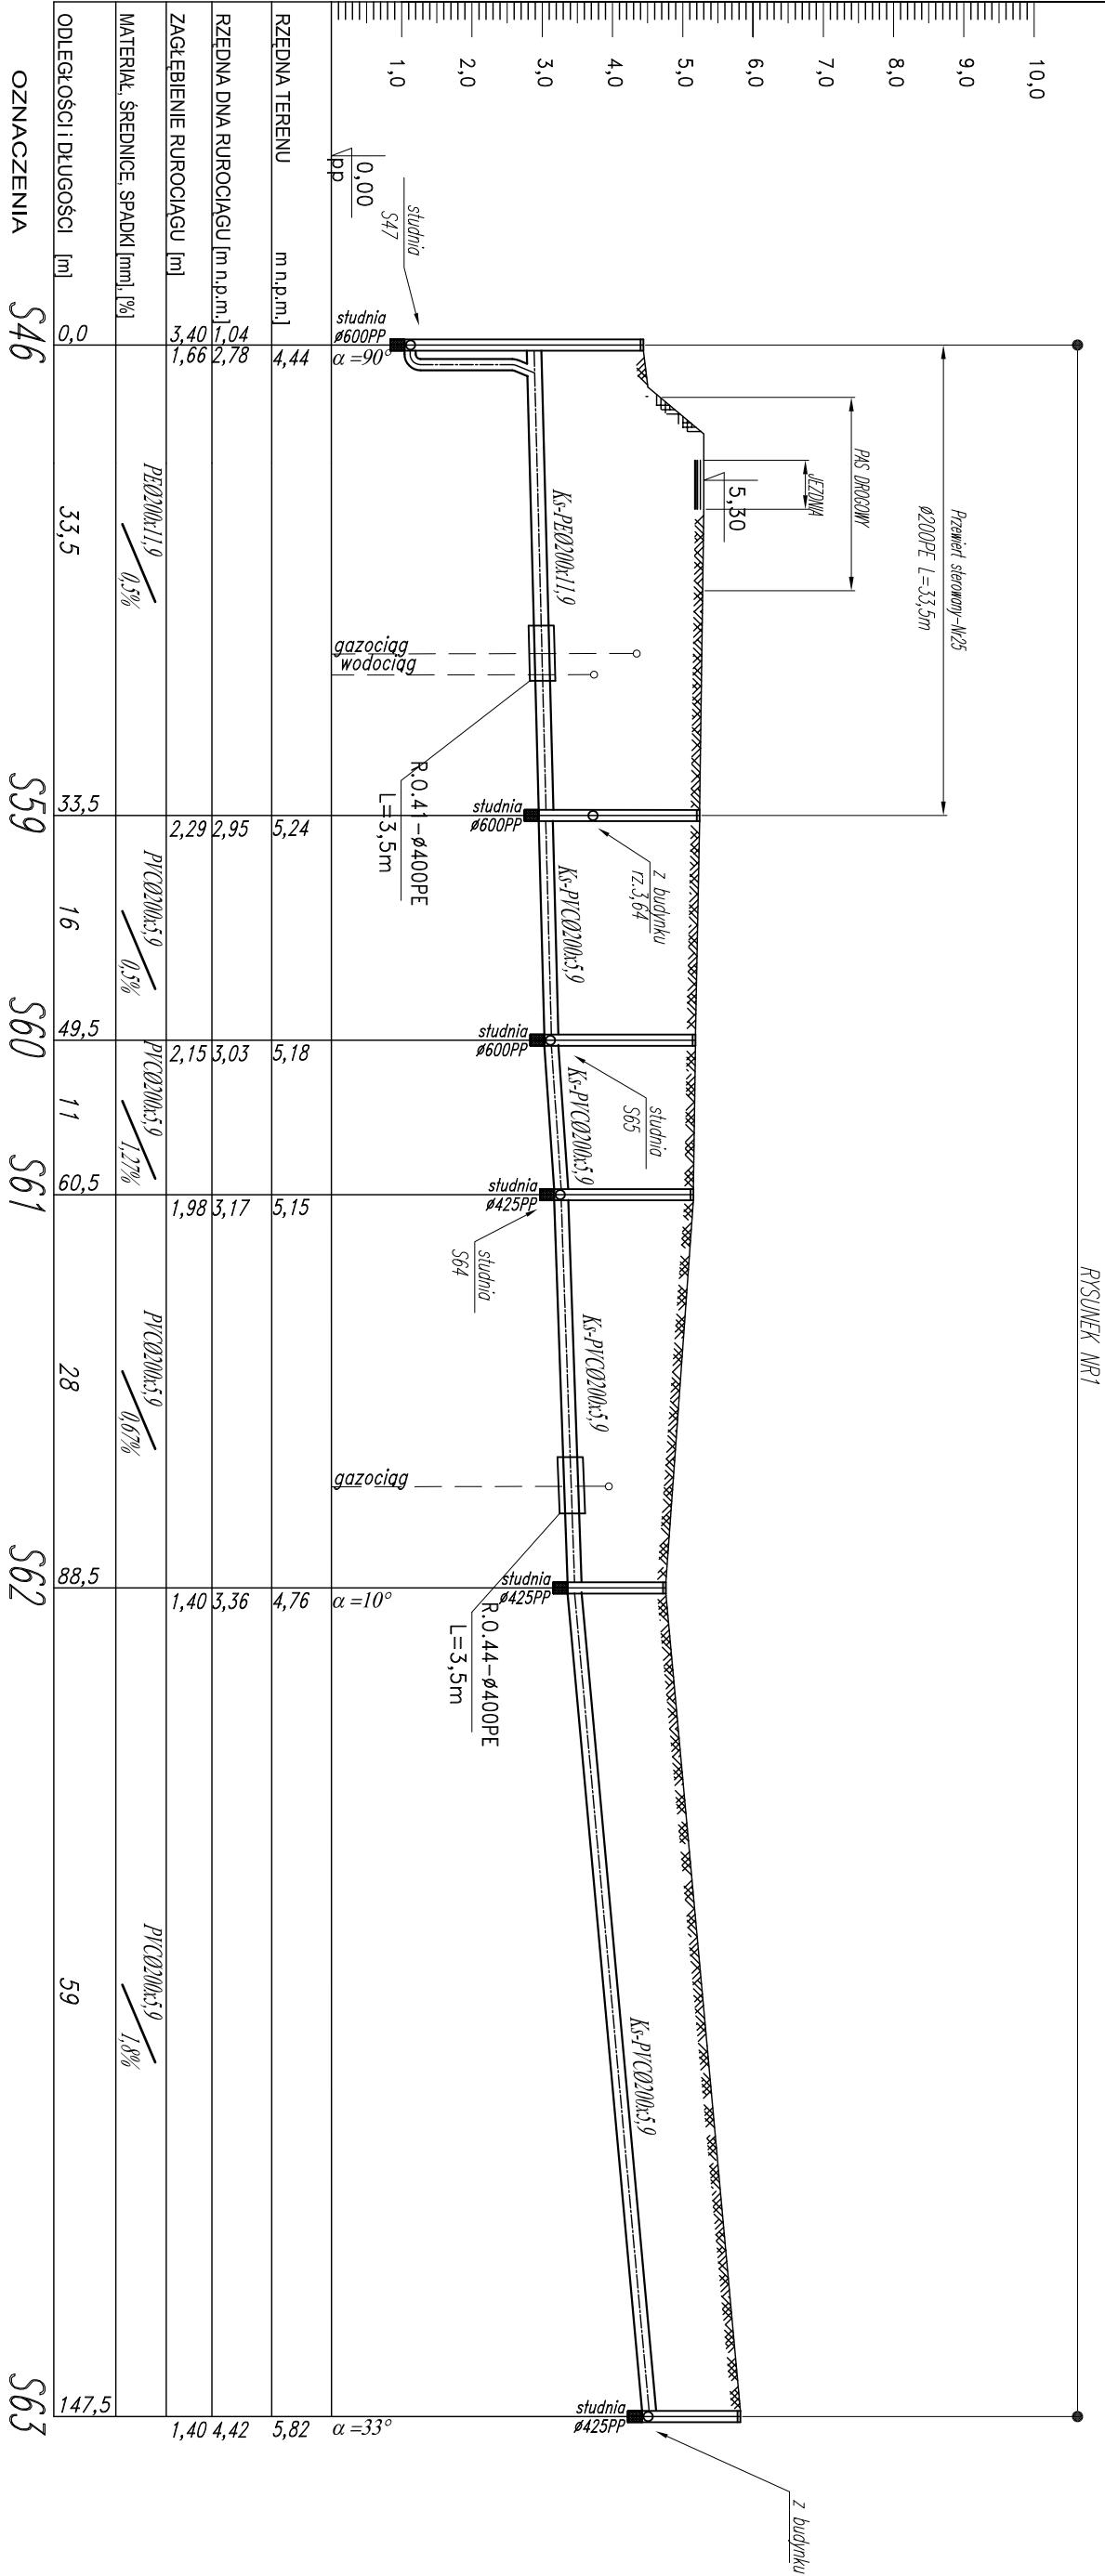 RYSUNEK NR1
10,0
9,0
8,0
7,0
6,0
5,0
4,0
3,0
2,0
1,0
Przewiert sterowany-Nr25
ø200PE L=33,5m
PAS DROGOWY
JEZDNIA
5,30
0,00
pp
studnia
S47
Ks-PEØ200x11,9
Ks-PVCØ200x5,9
Ks-PVCØ200x5,9
Ks-PVCØ200x5,9
Ks-PVCØ200x5,9
z budynku
rz.3,64
studnia
S65
studnia
S64
z budynku
R.O.41-ø400PE
L=3,5m
R.O.44-ø400PE
L=3,5m
gazociąg
wodociąg
gazociąg
studnia
ø600PP
studnia
ø600PP
studnia
ø600PP
studnia
ø425PP
studnia
ø425PP
studnia
ø425PP
α=90°
α=10°
α=33°
RZĘDNA TERENU m n.p.m.]
4,44 5,24 5,18 5,15 4,76 5,82
RZĘDNA DNA RUROCIĄGU [m n.p.m.]
1,04
2,78 2,95 3,03 3,17 3,36 4,42
ZAGŁĘBIENIE RUROCIĄGU [m]
3,40
1,66 2,29 2,15 1,98 1,40 1,40
MATERIAŁ, ŚREDNICE, SPADKI [mm], [%]
PEØ200x11,9 PVCØ200x5,9 PVCØ200x5,9 PVCØ200x5,9 PVCØ200x5,9
0,5% 0,5% 1,27% 0,67% 1,8%
ODLEGŁOŚCI i DŁUGOŚCI [m]
0,0 33,5 49,5 60,5 88,5 147,5
33,5 16 11 28 59
OZNACZENIA S46 S59 S60 S61 S62 S63